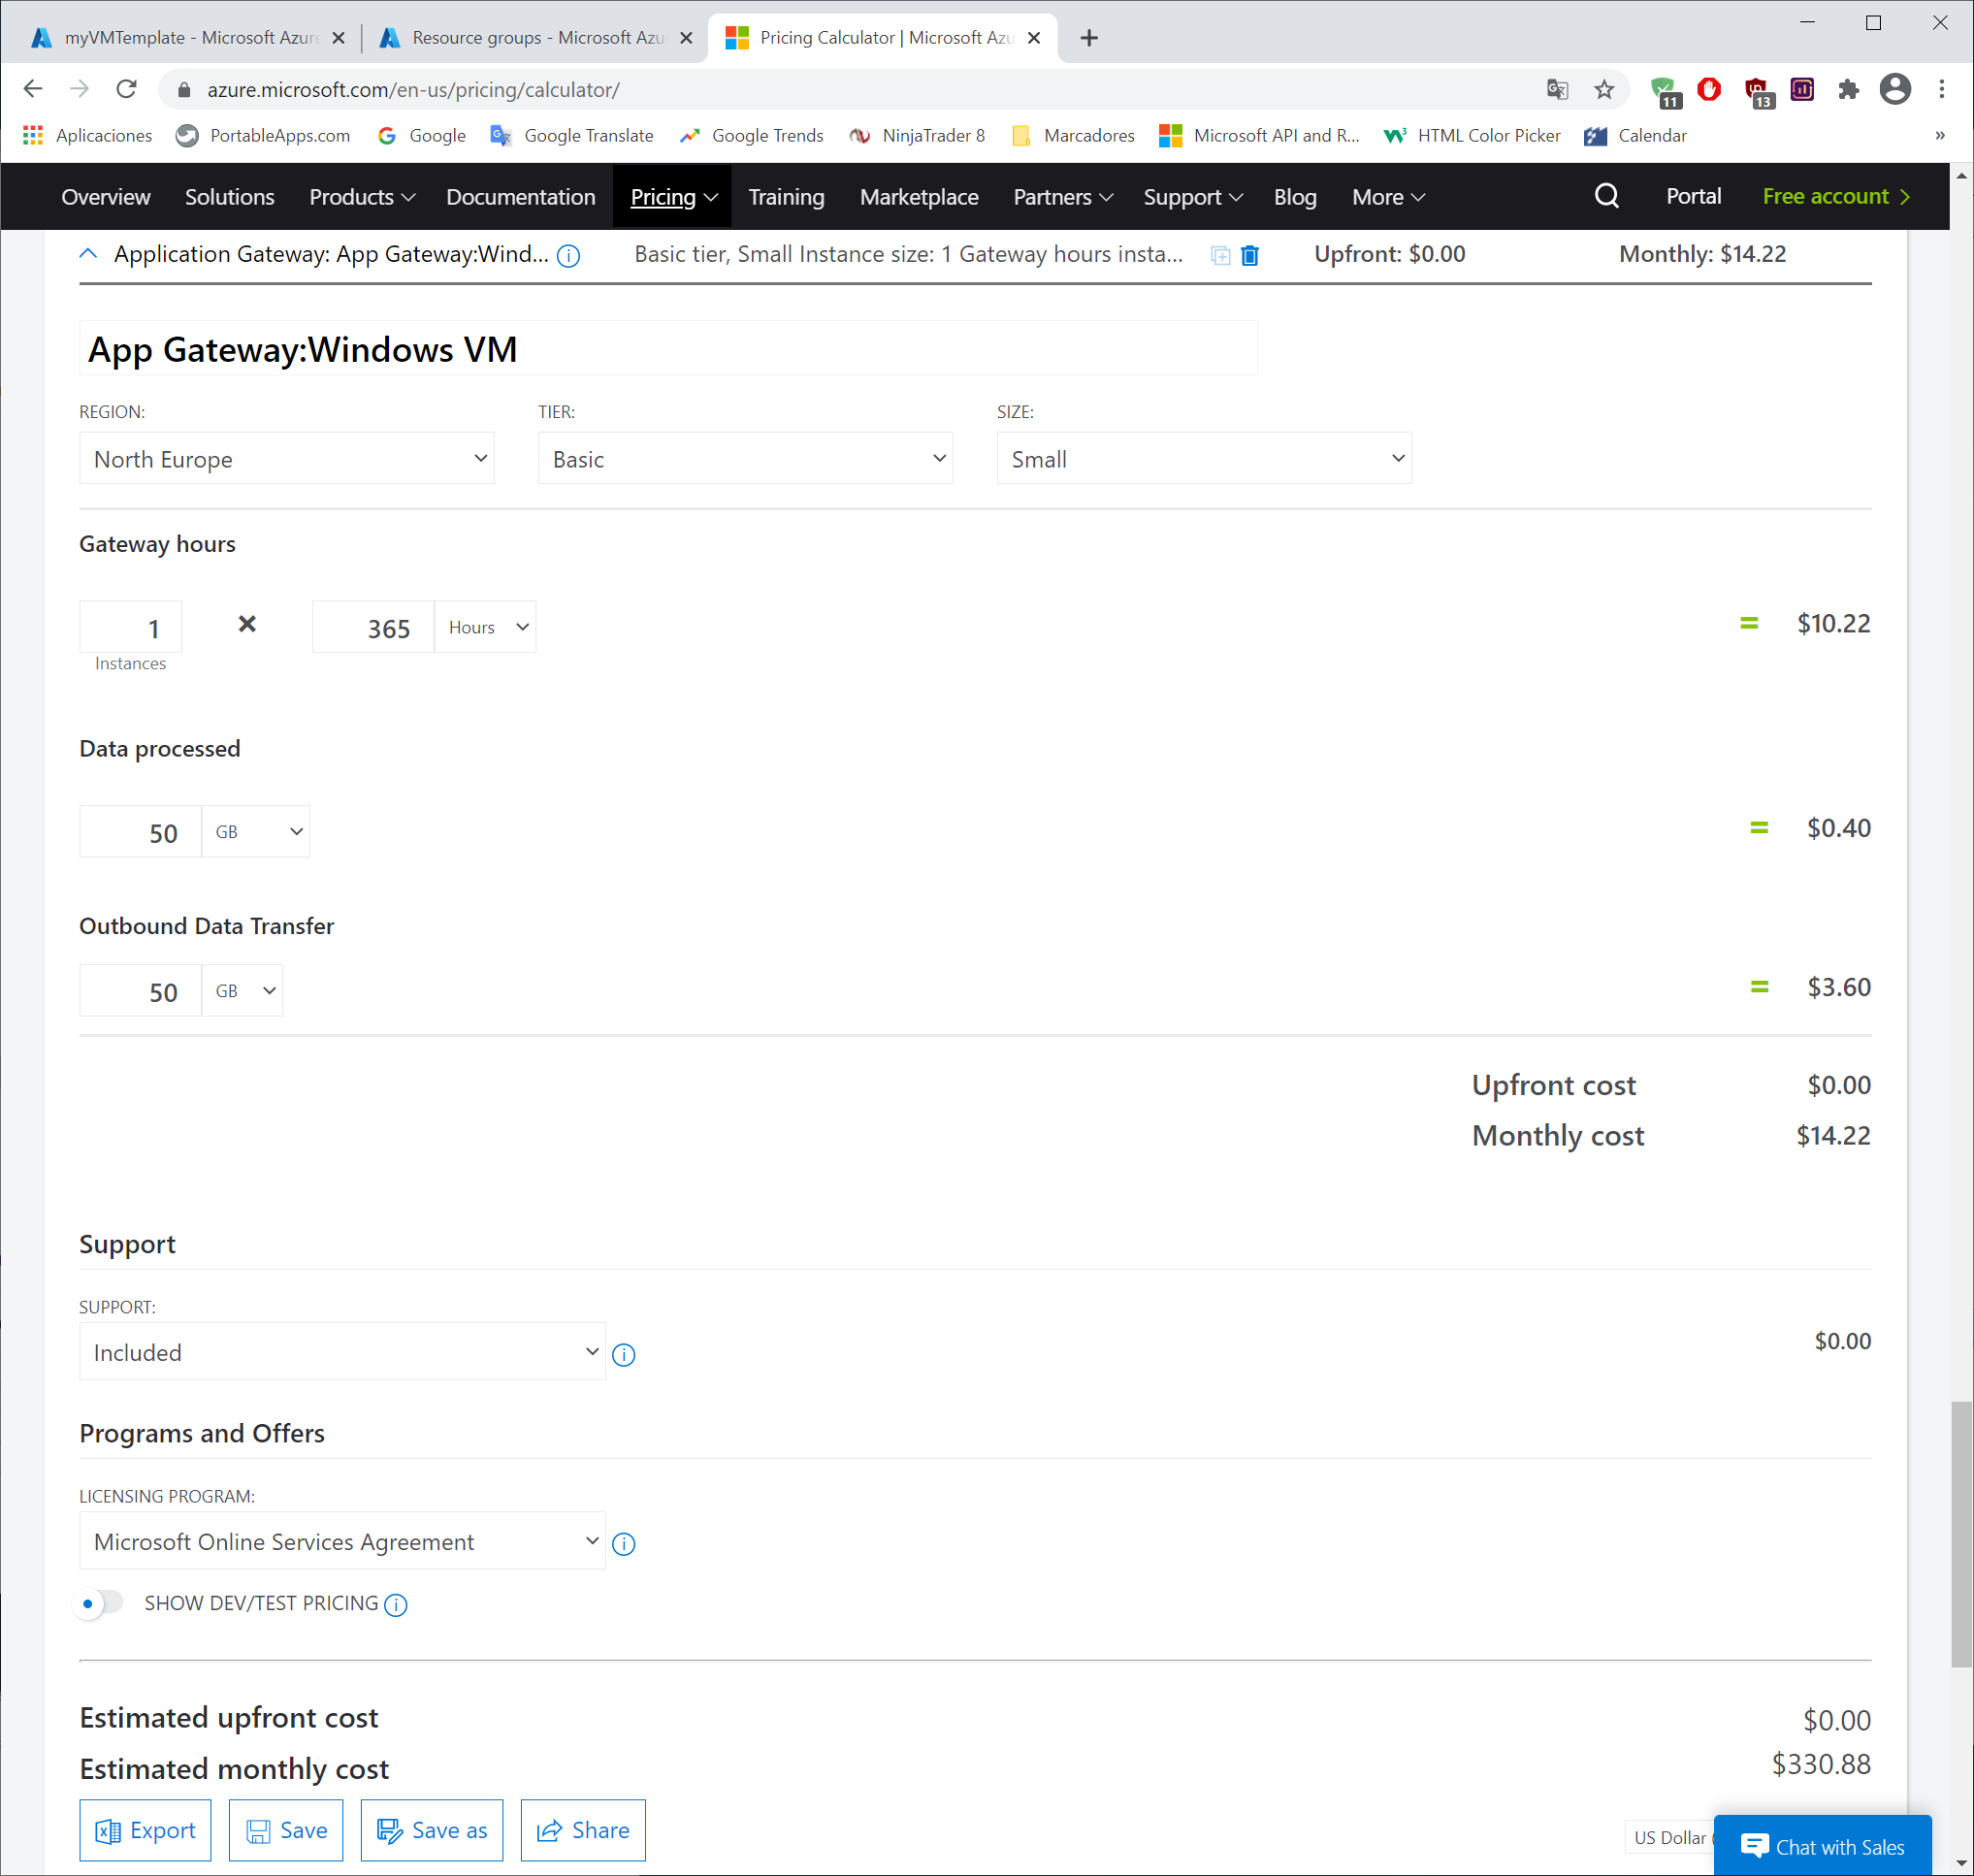 myVMTemplate - Microsoft Azure
Resource groups - Microsoft Azu
Pricing Calculator | Microsoft Azu
azure.microsoft.com/en-us/pricing/calculator/
11
13
Aplicaciones PortableApps.com Google Google Translate Google Trends NinjaTrader 8 Marcadores Microsoft API and R... HTML Color Picker Calendar »
Overview Solutions Products Documentation Pricing Training Marketplace Partners Support Blog More Portal Free account
Application Gateway: App Gateway:Wind... Basic tier, Small Instance size: 1 Gateway hours insta... Upfront: $0.00 Monthly: $14.22
App Gateway:Windows VM
REGION: TIER: SIZE:
North Europe Basic Small
Gateway hours
1 × 365 Hours = $10.22
Instances
Data processed
50 GB = $0.40
Outbound Data Transfer
50 GB = $3.60
Upfront cost $0.00
Monthly cost $14.22
Support
SUPPORT:
Included $0.00
Programs and Offers
LICENSING PROGRAM:
Microsoft Online Services Agreement
SHOW DEV/TEST PRICING
Estimated upfront cost $0.00
Estimated monthly cost $330.88
Export Save Save as Share
US Dollar (
Chat with Sales